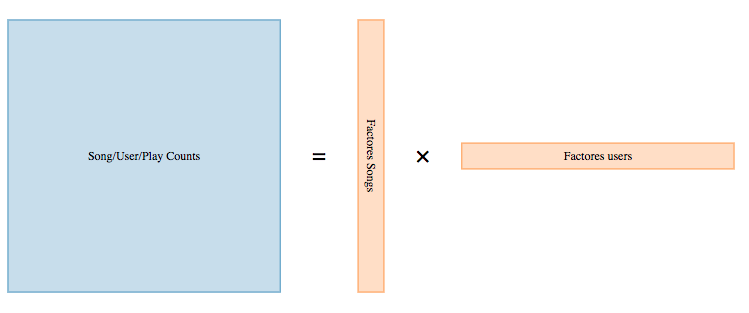 Song/User/Play Counts
=
Factores Songs
×
Factores users